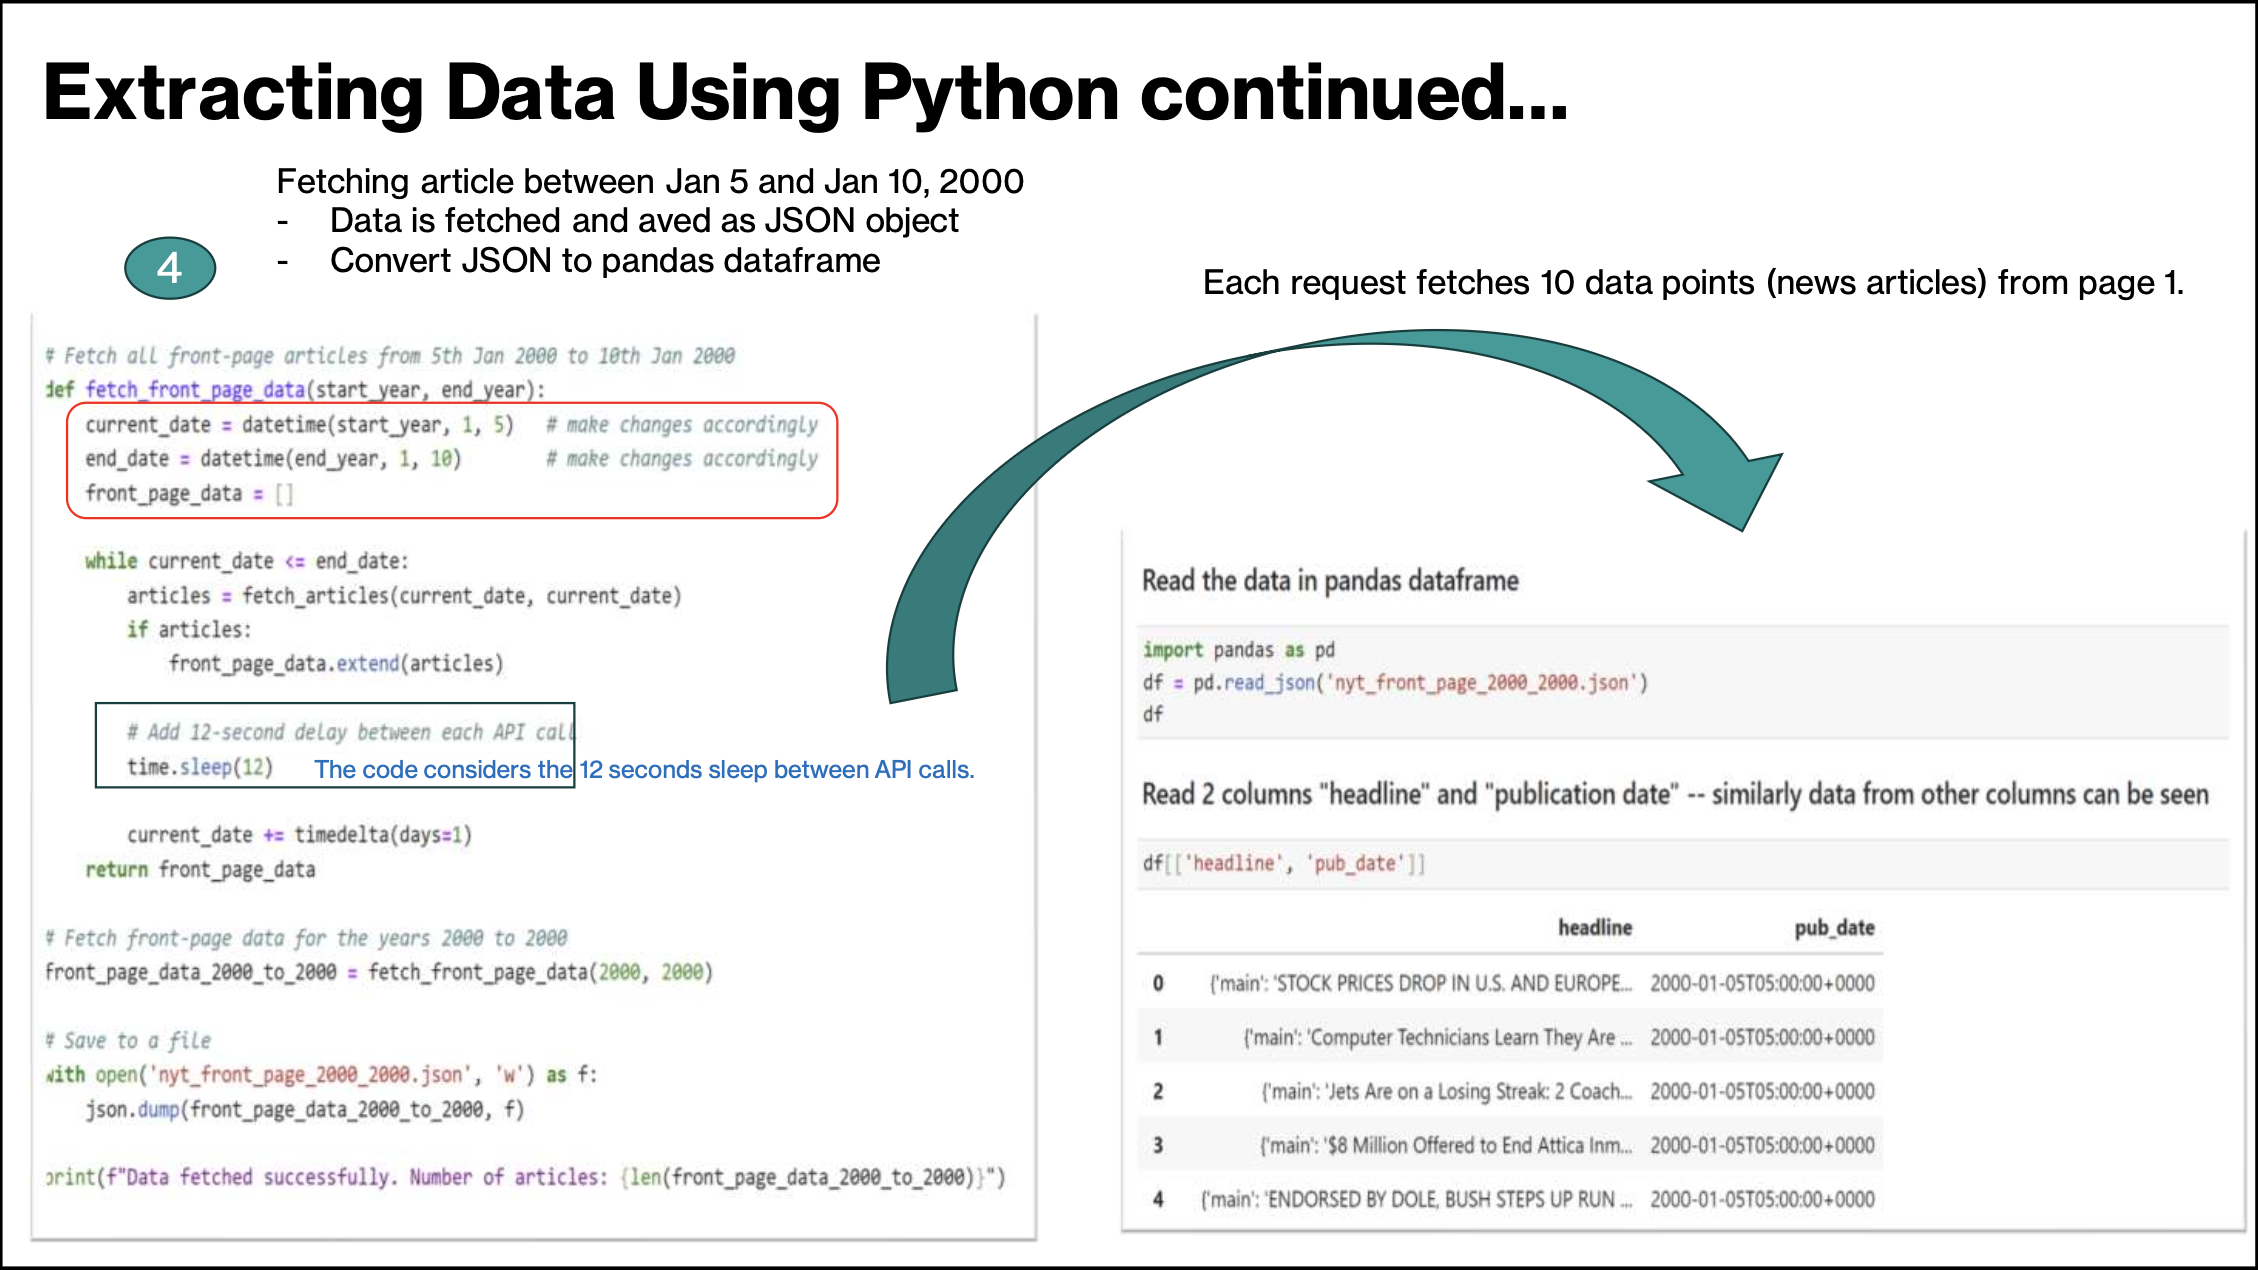 Extracting Data Using Python continued...
Fetching article between Jan 5 and Jan 10, 2000
- Data is fetched and aved as JSON object
- Convert JSON to pandas dataframe
4
Each request fetches 10 data points (news articles) from page 1.
# Fetch all front-page articles from 5th Jan 2000 to 10th Jan 2000
def fetch_front_page_data(start_year, end_year):
    current_date = datetime(start_year, 1, 5)   # make changes accordingly
    end_date = datetime(end_year, 1, 10)        # make changes accordingly
    front_page_data = []
    while current_date <= end_date:
        articles = fetch_articles(current_date, current_date)
        if articles:
            front_page_data.extend(articles)
        # Add 12-second delay between each API call
        time.sleep(12)
The code considers the 12 seconds sleep between API calls.
        current_date += timedelta(days=1)
    return front_page_data
# Fetch front-page data for the years 2000 to 2000
front_page_data_2000_to_2000 = fetch_front_page_data(2000, 2000)
# Save to a file
with open('nyt_front_page_2000_2000.json', 'w') as f:
    json.dump(front_page_data_2000_to_2000, f)
print(f"Data fetched successfully. Number of articles: {len(front_page_data_2000_to_2000)}")
Read the data in pandas dataframe
import pandas as pd
df = pd.read_json('nyt_front_page_2000_2000.json')
df
Read 2 columns "headline" and "publication date" -- similarly data from other columns can be seen
df[['headline', 'pub_date']]
headline pub_date
0 {'main': 'STOCK PRICES DROP IN U.S. AND EUROPE... 2000-01-05T05:00:00+0000
1 {'main': 'Computer Technicians Learn They Are ... 2000-01-05T05:00:00+0000
2 {'main': 'Jets Are on a Losing Streak: 2 Coach... 2000-01-05T05:00:00+0000
3 {'main': '$8 Million Offered to End Attica Inm... 2000-01-05T05:00:00+0000
4 {'main': 'ENDORSED BY DOLE, BUSH STEPS UP RUN ... 2000-01-05T05:00:00+0000